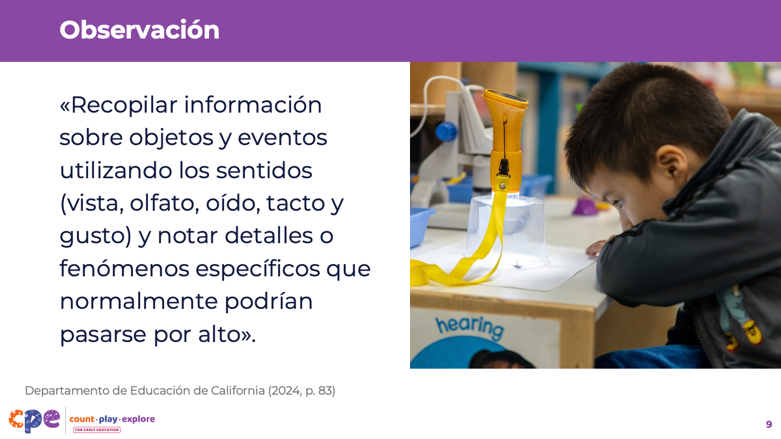 Observación
«Recopilar información
sobre objetos y eventos
utilizando los sentidos
(vista, olfato, oído, tacto y
gusto) y notar detalles o
fenómenos específicos que
normalmente podrían
pasarse por alto».
hearing
Departamento de Educación de California (2024, p. 83)
cpe
count·play·explore
FOR EARLY EDUCATION
9